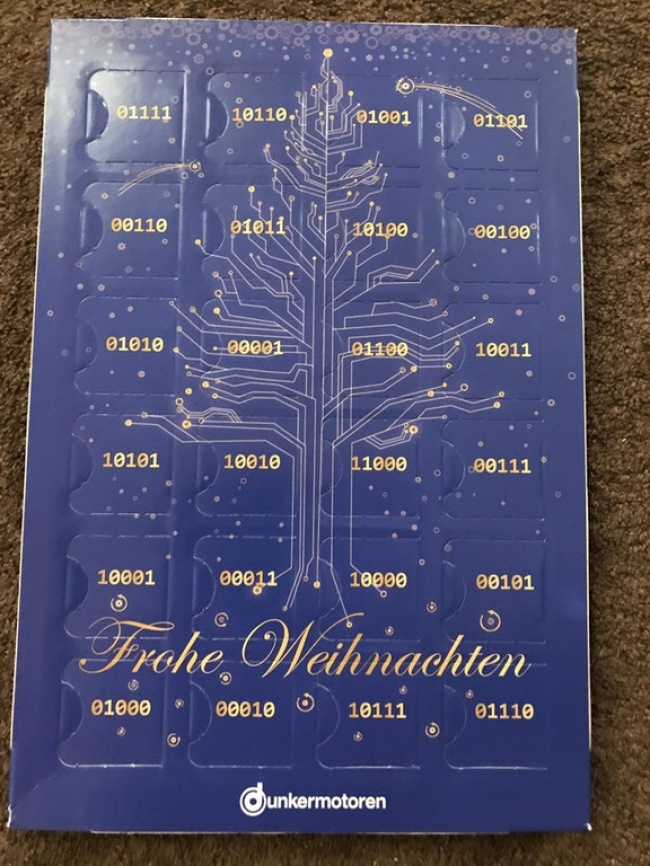 01111 10110 01001 01101
00110 01011 10100 00100
01010 00001 01100 10011
10101 10010 11000 00111
10001 00011 10000 00101
Frohe Weihnachten
01000 00010 10111 01110
dunkermotoren